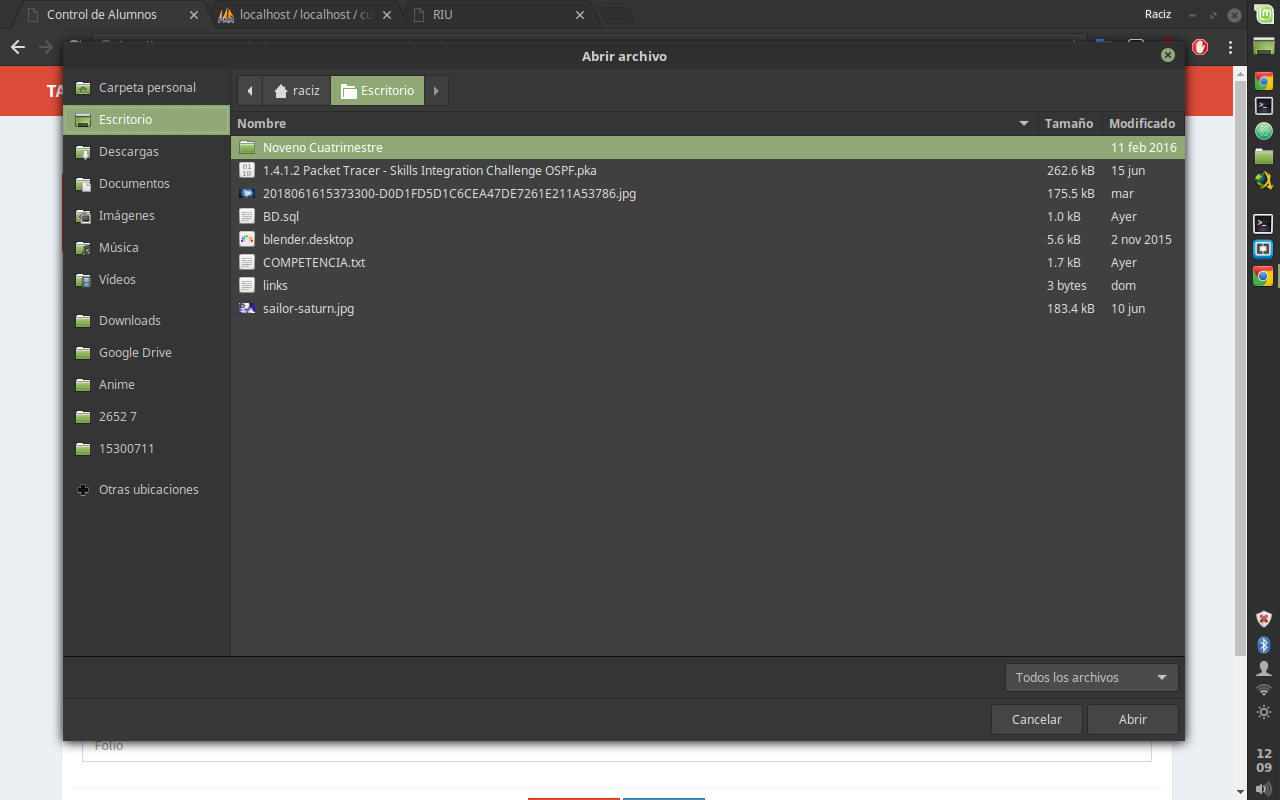 Control de Alumnos
localhost / localhost / cu
RIU
Raciz
Abrir archivo
TA
Carpeta personal
Escritorio
Descargas
Documentos
Imágenes
Música
Vídeos
Downloads
Google Drive
Anime
2652 7
15300711
Otras ubicaciones
raciz
Escritorio
Nombre Tamaño Modificado
Noveno Cuatrimestre 11 feb 2016
1.4.1.2 Packet Tracer - Skills Integration Challenge OSPF.pka 262.6 kB 15 jun
2018061615373300-D0D1FD5D1C6CEA47DE7261E211A53786.jpg 175.5 kB mar
BD.sql 1.0 kB Ayer
blender.desktop 5.6 kB 2 nov 2015
COMPETENCIA.txt 1.7 kB Ayer
links 3 bytes dom
sailor-saturn.jpg 183.4 kB 10 jun
Todos los archivos
Cancelar Abrir
Folio
12
09